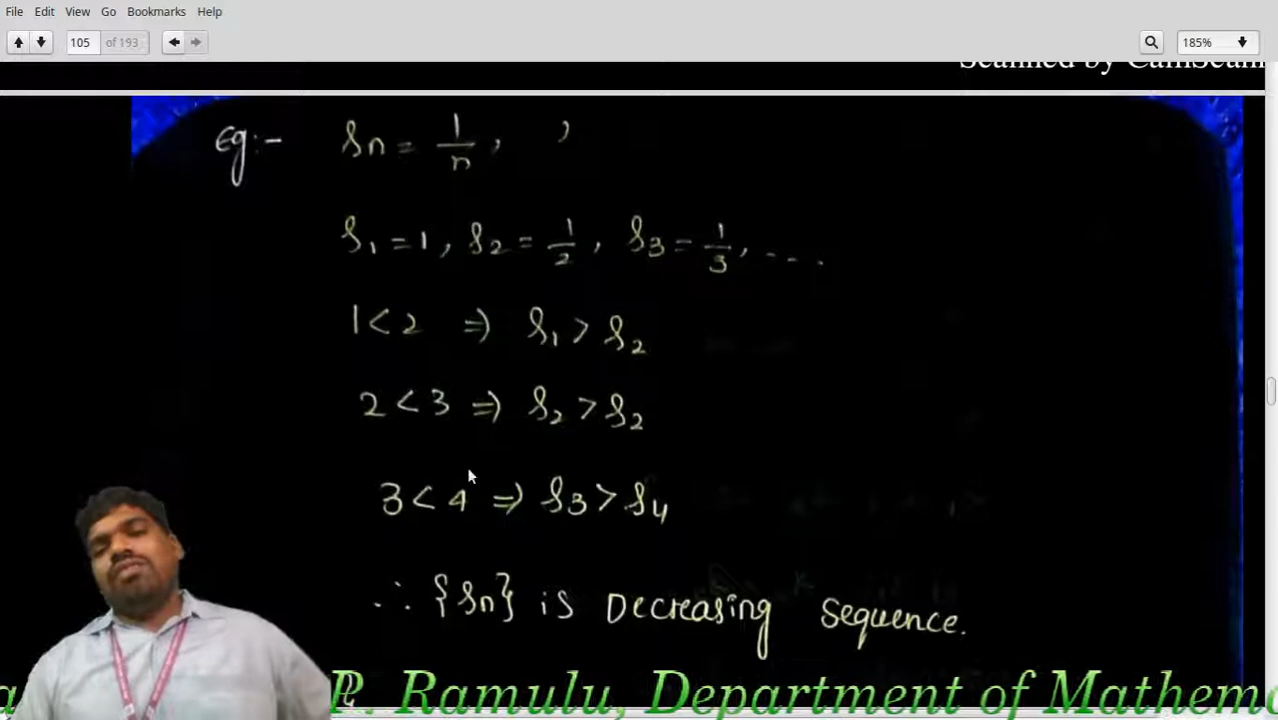 File Edit View Go Bookmarks Help
105 of 193 185%
Scanned by CamScan
Eg:- Sn = 1/n, ,
S1 = 1, S2 = 1/2, S3 = 1/3, ....
1 < 2 ⇒ S1 > S2
2 < 3 ⇒ S2 > S2
3 < 4 ⇒ S3 > S4
∴ {Sn} is Decreasing sequence.
P. Ramulu, Department of Mathema